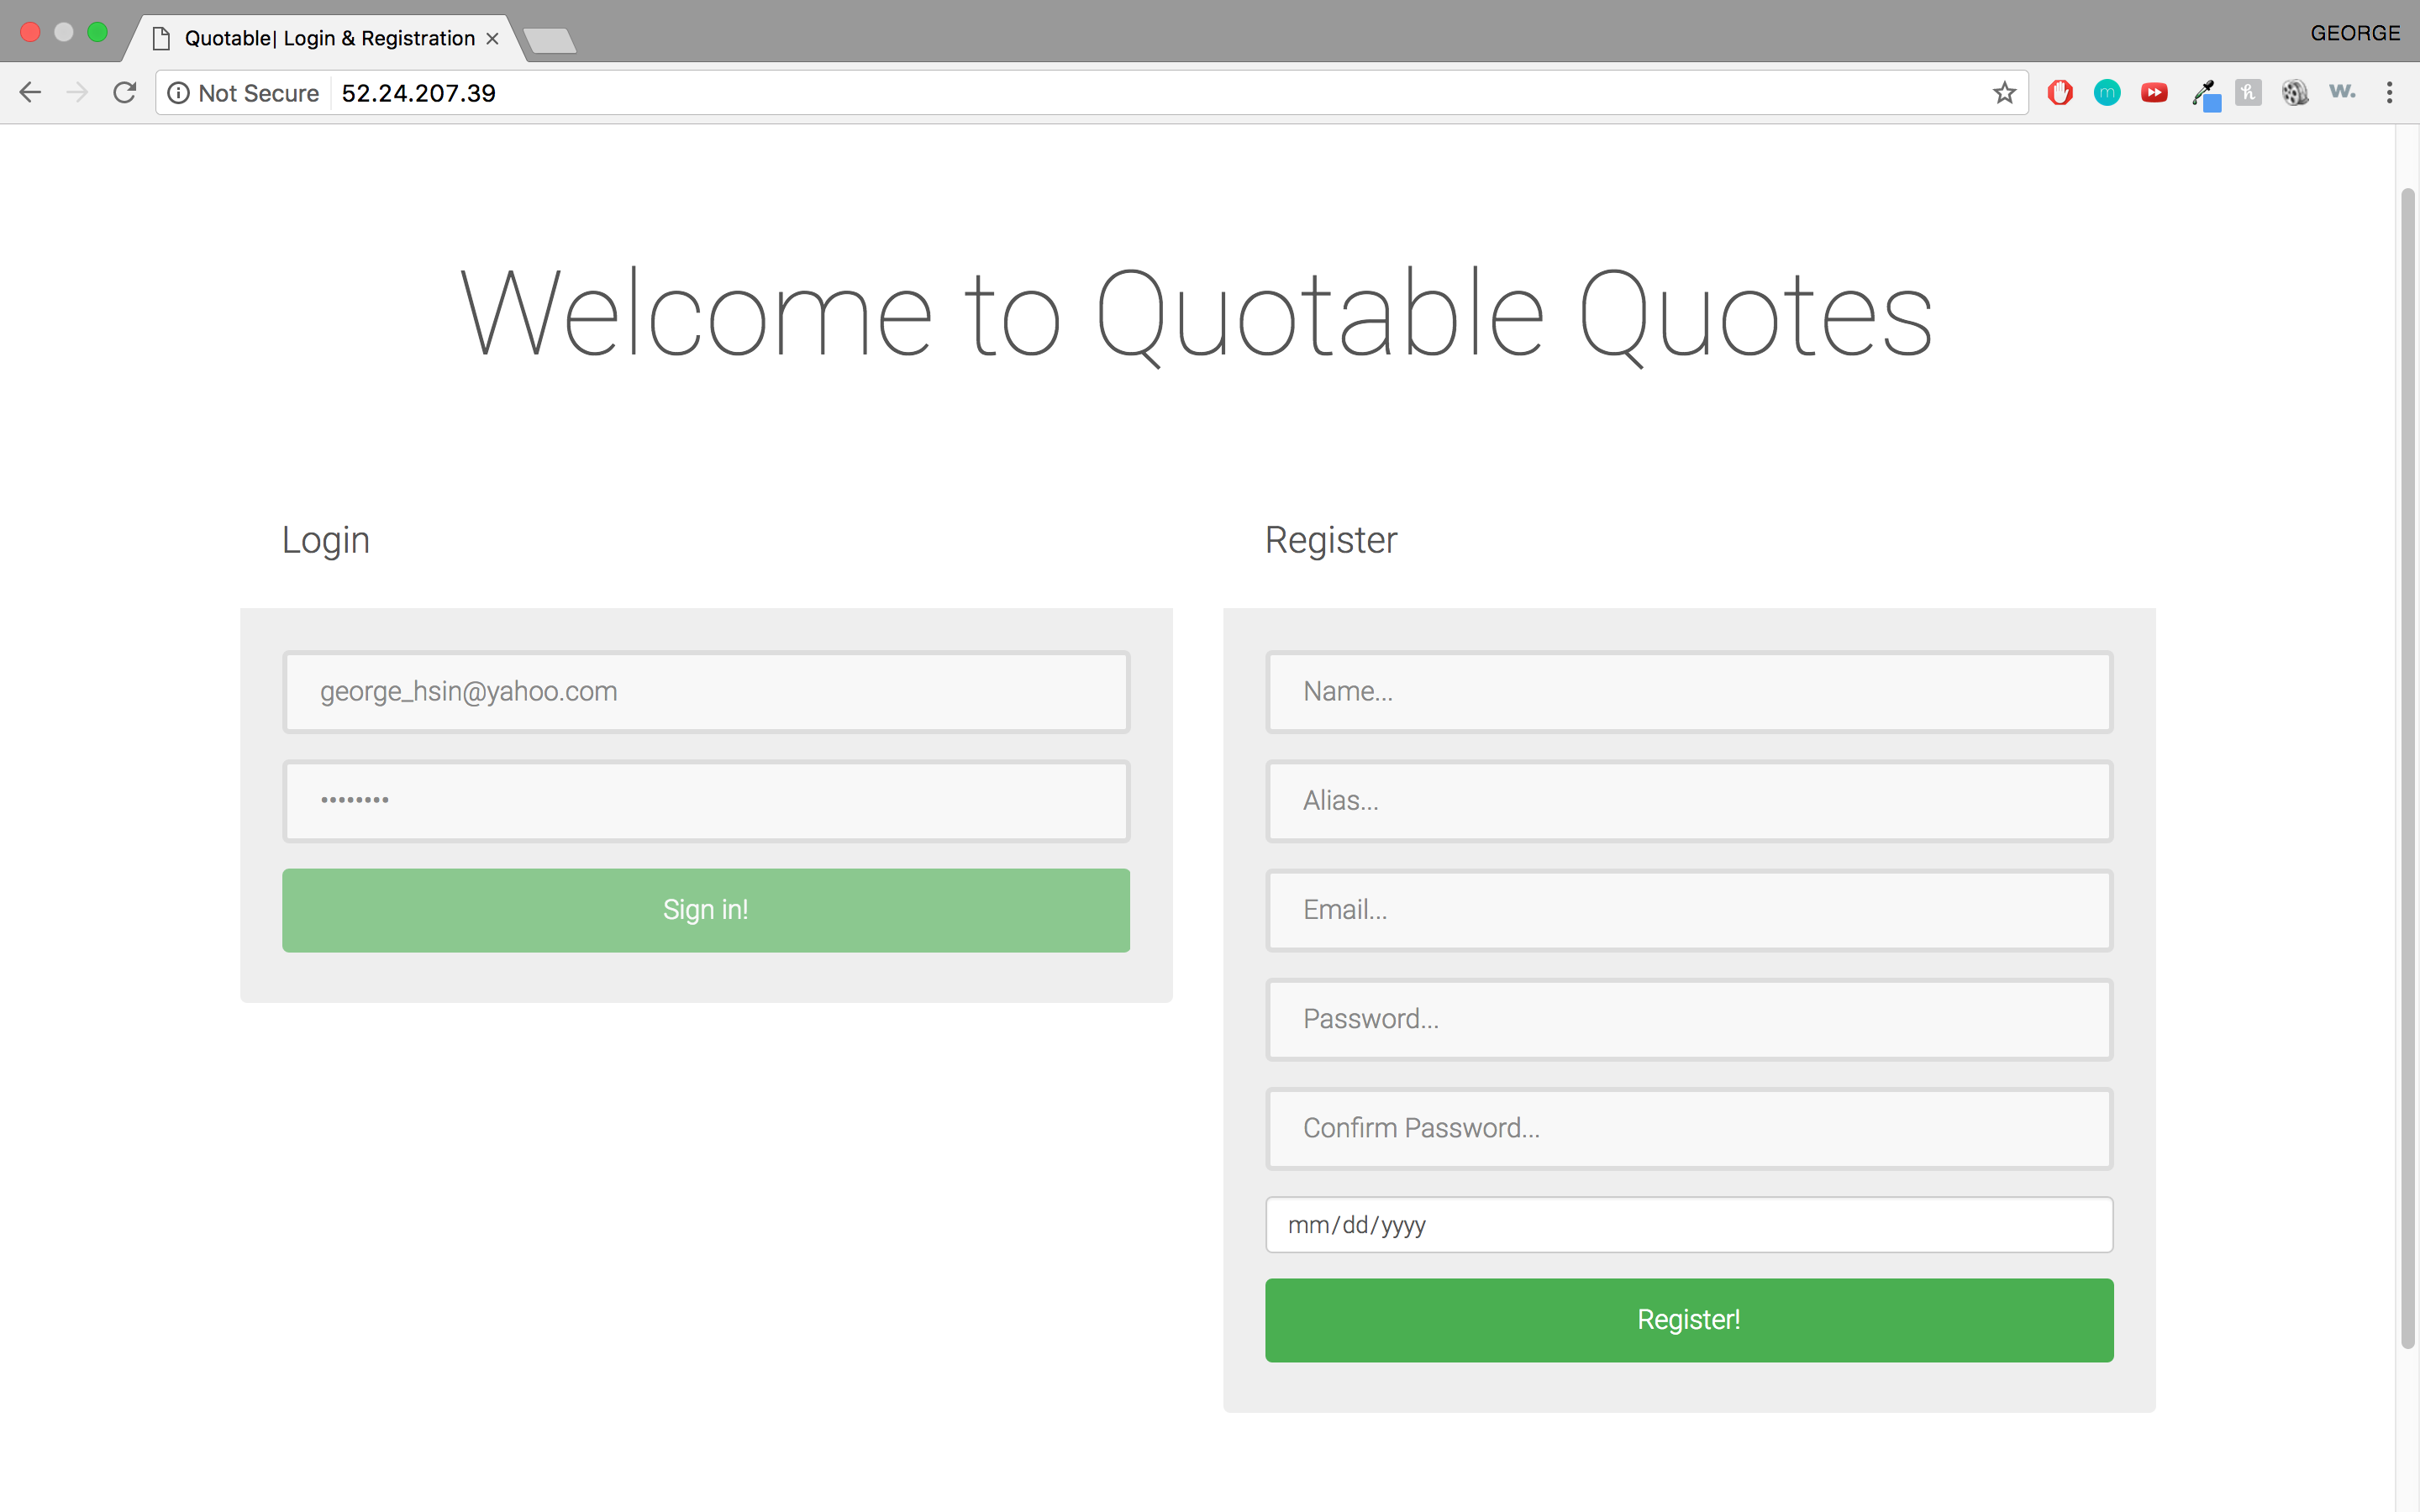 Quotable| Login & Registration
GEORGE
Not Secure
52.24.207.39
m
h
w.
Welcome to Quotable Quotes
Login
george_hsin@yahoo.com
••••••••
Sign in!
Register
Name...
Alias...
Email...
Password...
Confirm Password...
mm/dd/yyyy
Register!